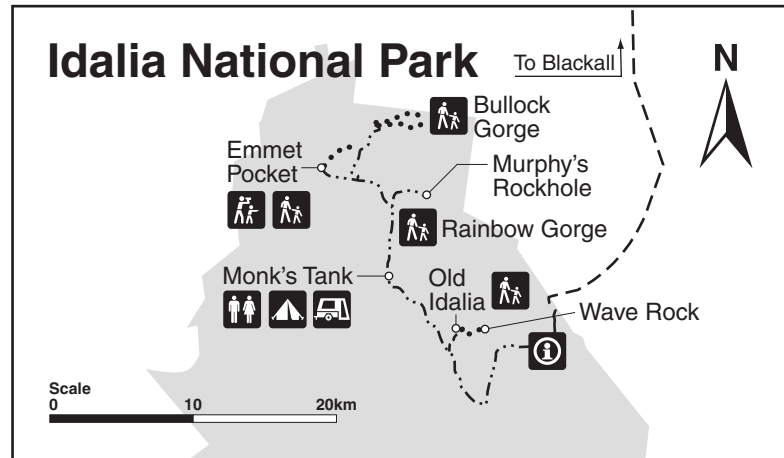 Idalia National Park
To Blackall
N
Bullock
Gorge
Emmet
Pocket
Murphy's
Rockhole
Rainbow Gorge
Monk's Tank
Old
Idalia
Wave Rock
i
Scale
0 10 20km